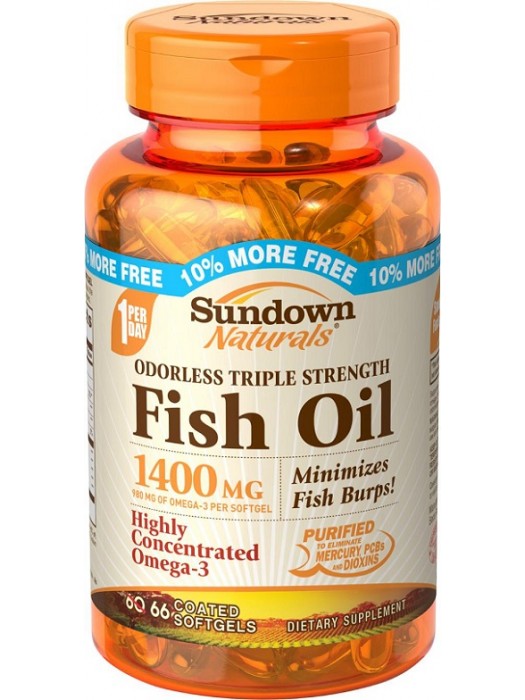 Sundown
10% MORE FREE
% MORE FREE
10% MORE FREE
1 PER
DAY
Sundown
Naturals®
ODORLESS TRIPLE STRENGTH
Fish Oil
1400 MG
980 MG OF OMEGA-3 PER SOFTGEL
Minimizes
Fish Burps!
Highly
Concentrated
Omega-3
PURIFIED
TO ELIMINATE
MERCURY, PCBs
AND DIOXINS
60 66 COATED
SOFTGELS
DIETARY SUPPLEMENT